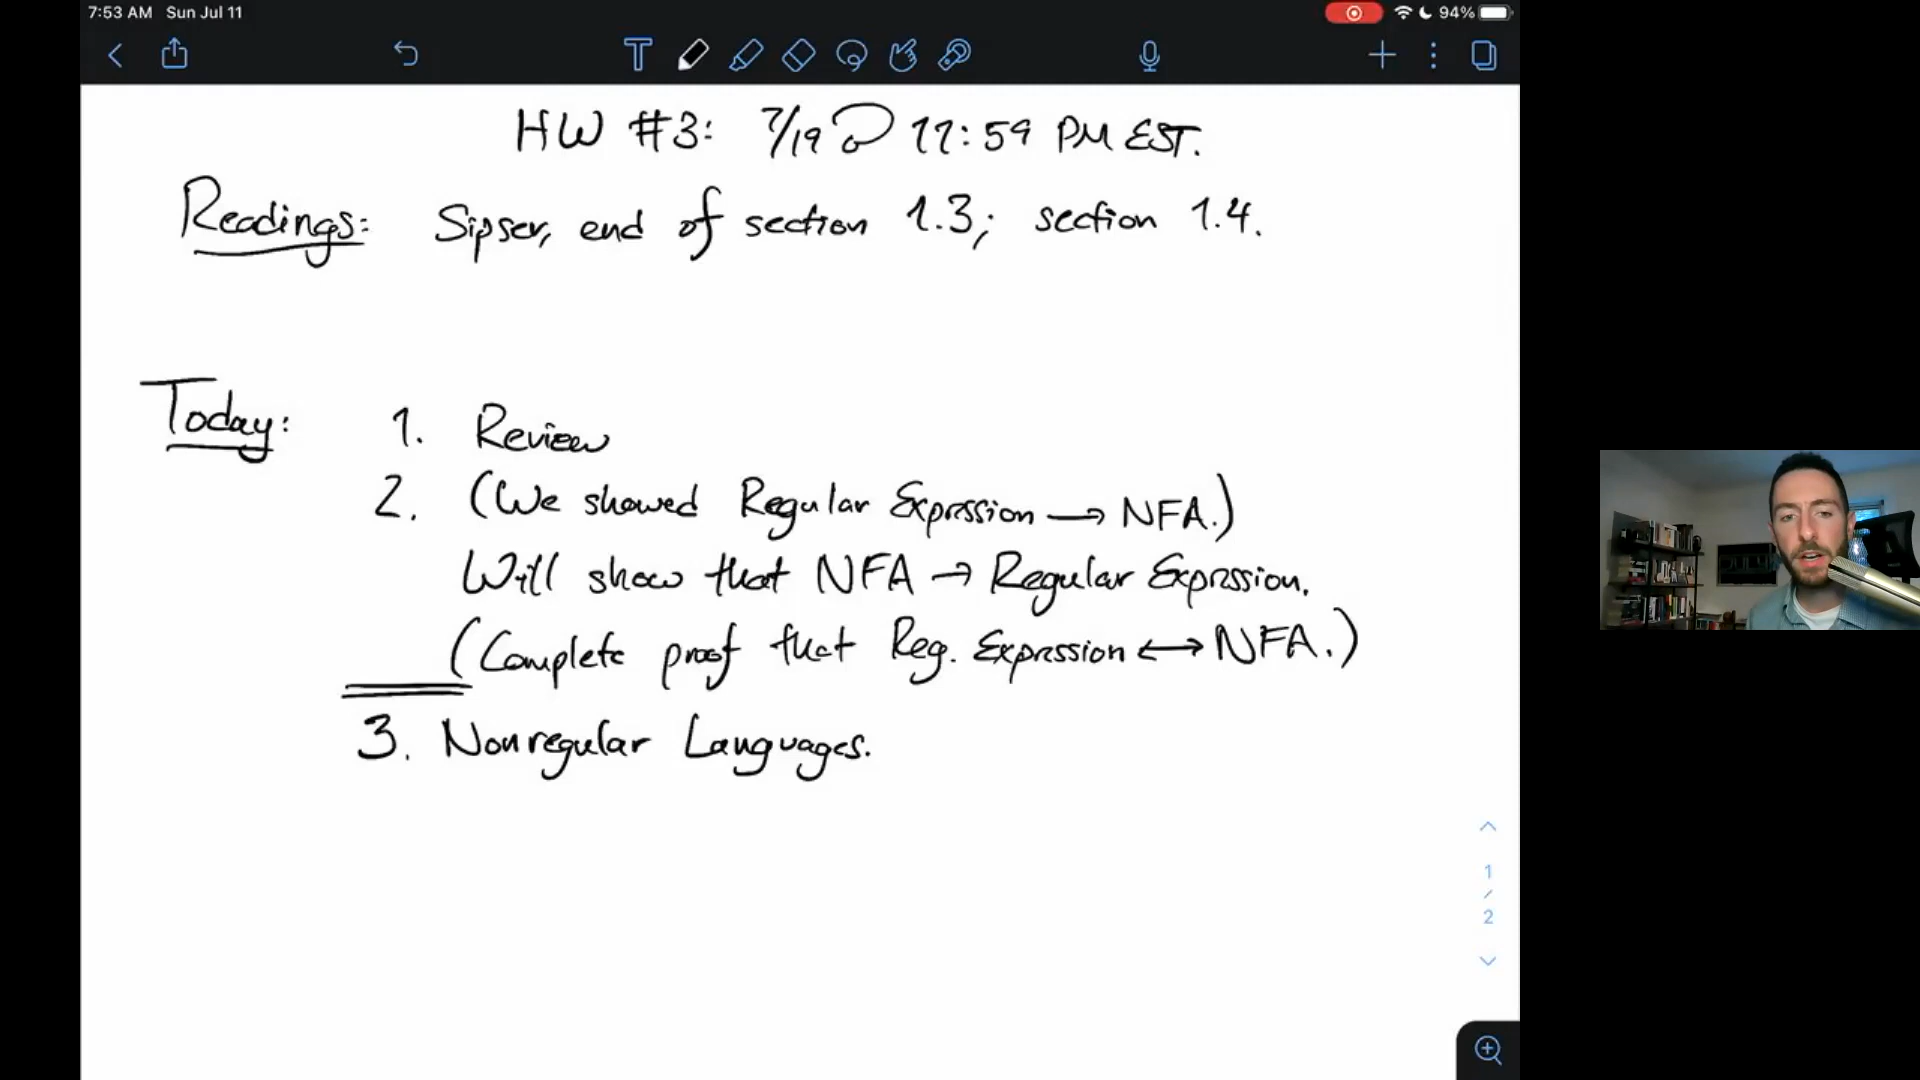 7:53 AM Sun Jul 11
94%
HW #3: 7/19 @ 11:59 PM EST.
Readings: Sipser, end of section 1.3; section 1.4.
Today: 1. Review
2. (We showed Regular Expression → NFA.)
Will show that NFA → Regular Expression.
(Complete proof that Reg. Expression ↔ NFA.)
3. Nonregular Languages.
1
/
2